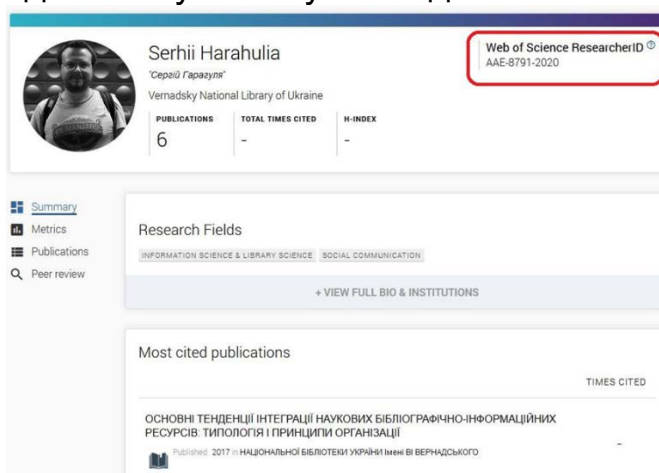 Serhii Harahulia
"Сергій Гарагуля"
Vernadsky National Library of Ukraine
PUBLICATIONS TOTAL TIMES CITED H-INDEX
6 - -
Web of Science ResearcherID
AAE-8791-2020
Summary
Metrics
Publications
Peer review
Research Fields
INFORMATION SCIENCE & LIBRARY SCIENCE SOCIAL COMMUNICATION
+ VIEW FULL BIO & INSTITUTIONS
Most cited publications
TIMES CITED
ОСНОВНІ ТЕНДЕНЦІЇ ІНТЕГРАЦІЇ НАУКОВИХ БІБЛІОГРАФІЧНО-ІНФОРМАЦІЙНИХ
РЕСУРСІВ: ТИПОЛОГІЯ І ПРИНЦИПИ ОРГАНІЗАЦІЇ
-
Published: 2017 in НАЦІОНАЛЬНОЇ БІБЛІОТЕКИ УКРАЇНИ Імені ВІ ВЕРНАДСЬКОГО